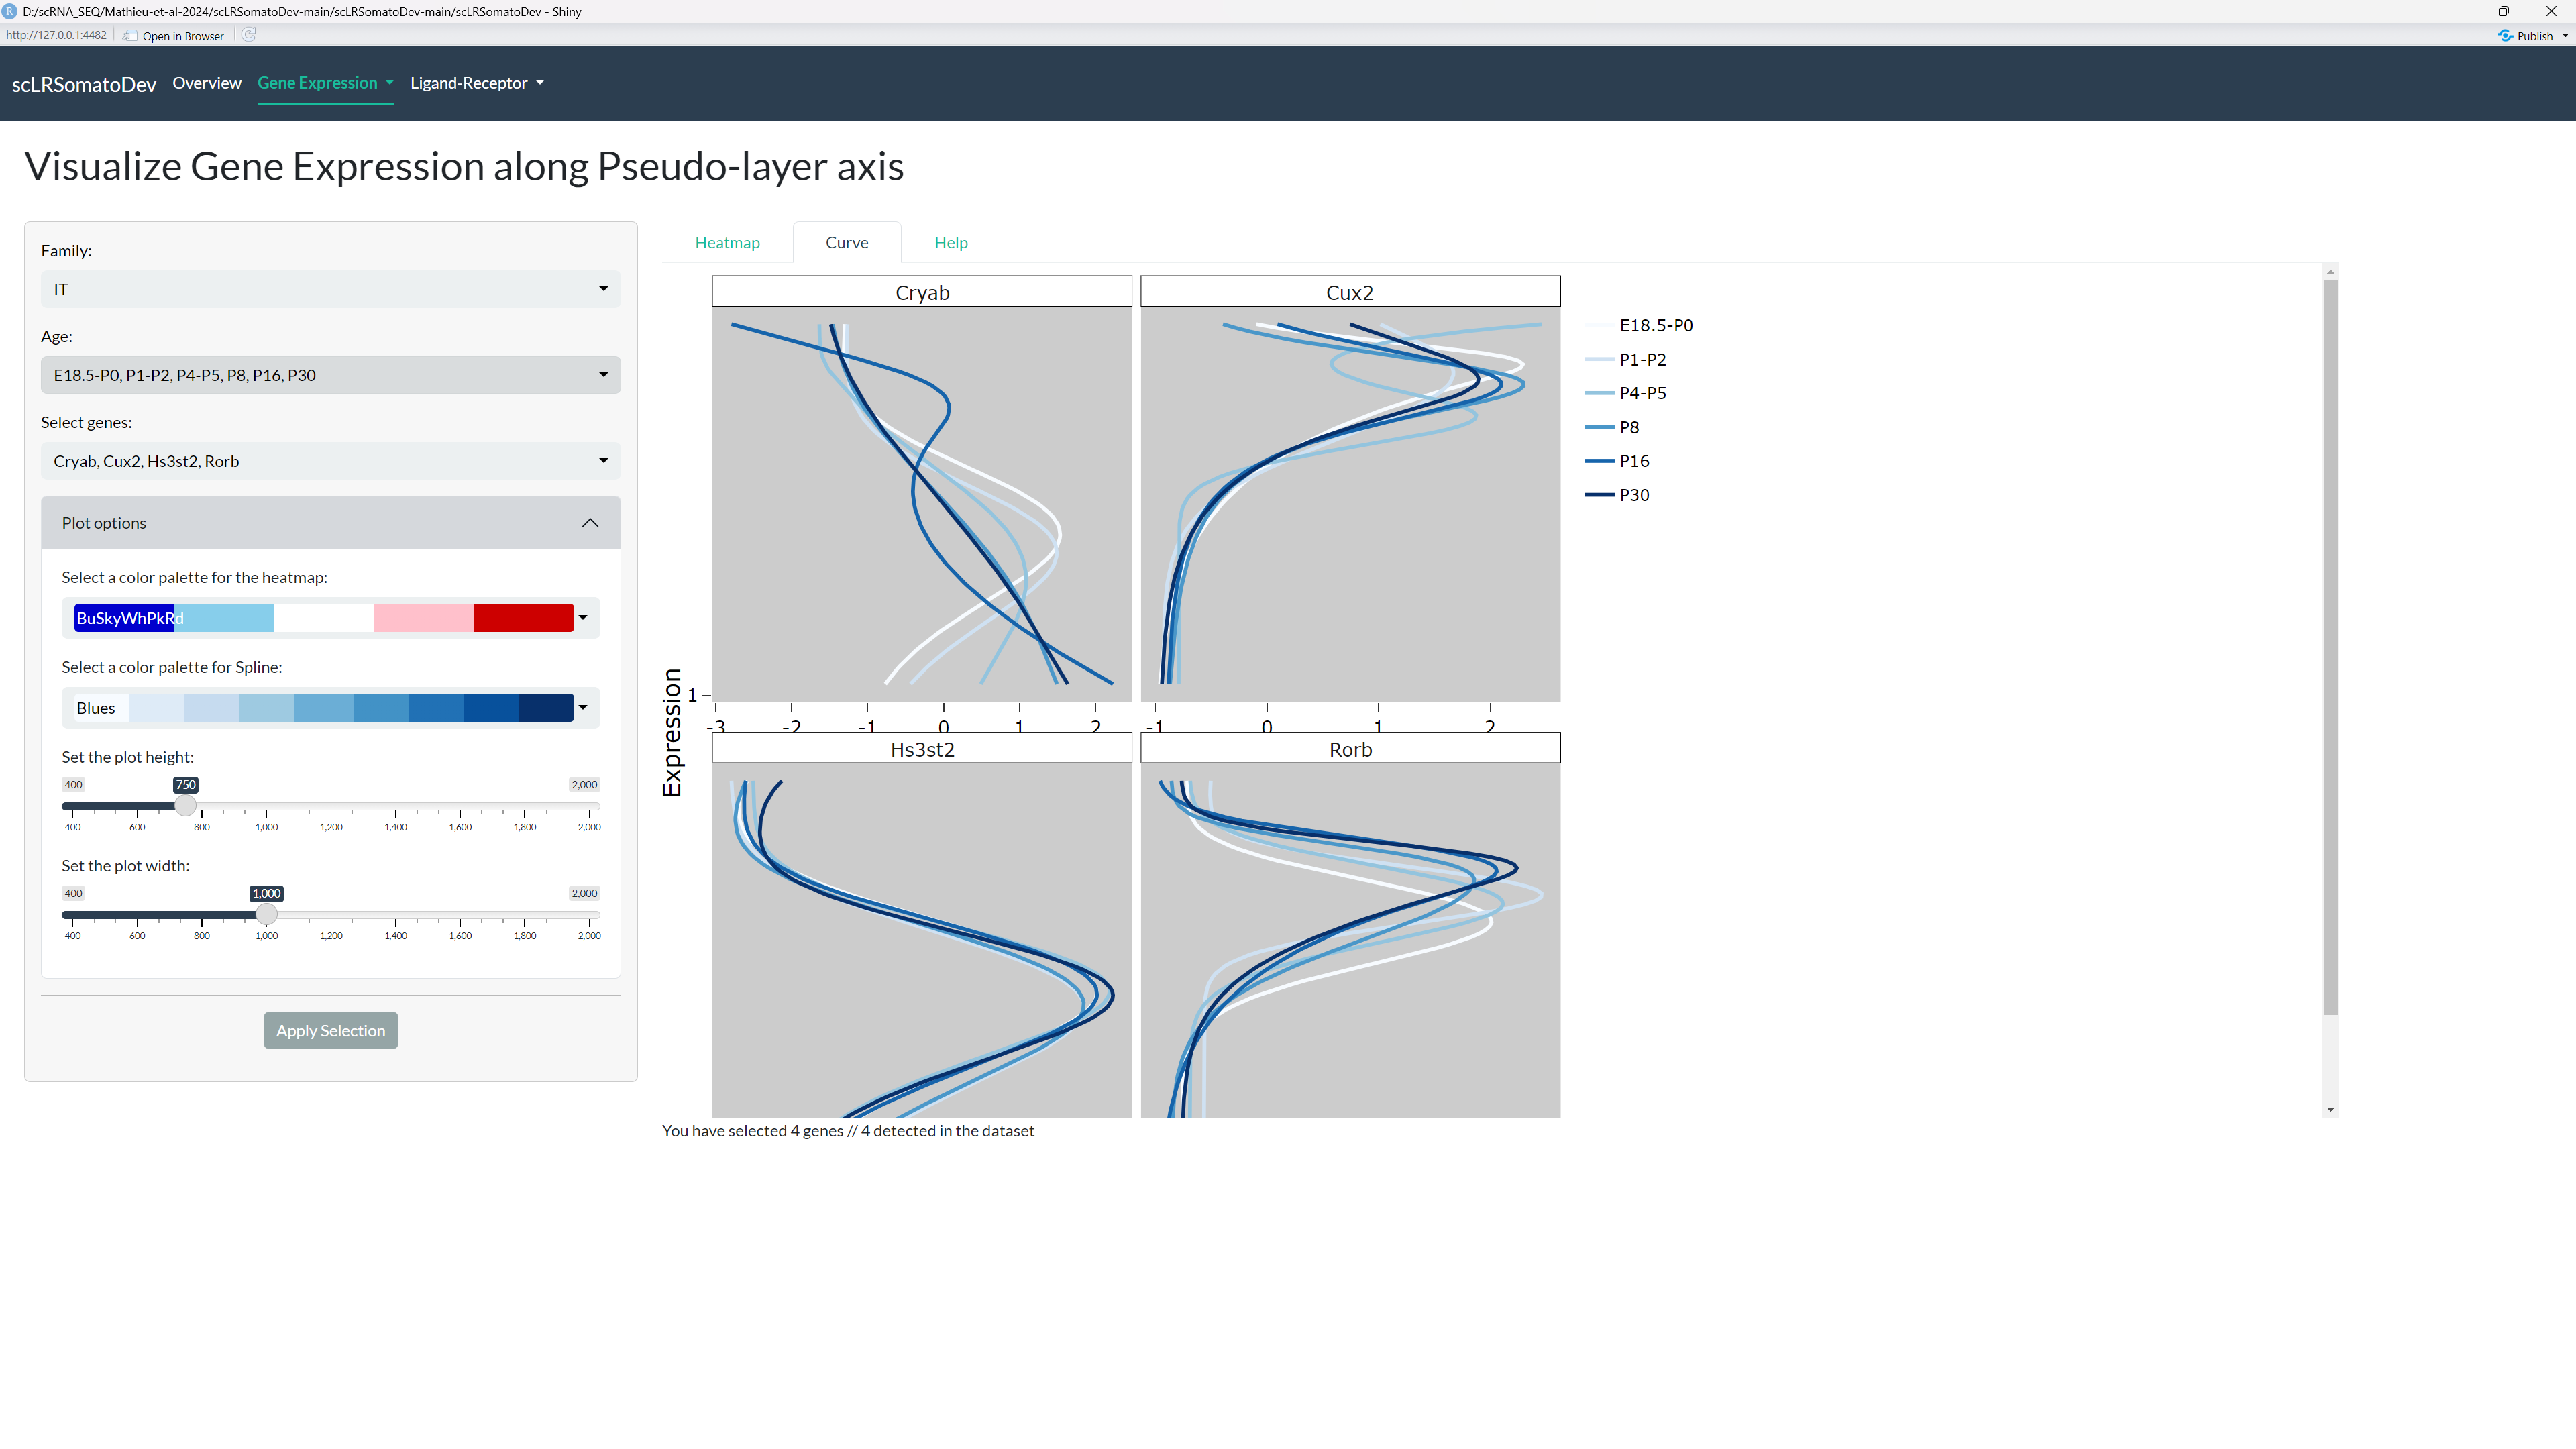 D:/scRNA_SEQ/Mathieu-et-al-2024/scLRSomatoDev-main/scLRSomatoDev-main/scLRSomatoDev - Shiny
http://127.0.0.1:4482 Open in Browser Publish
scLRSomatoDev Overview Gene Expression Ligand-Receptor
Visualize Gene Expression along Pseudo-layer axis
Family:
IT
Age:
E18.5-P0, P1-P2, P4-P5, P8, P16, P30
Select genes:
Cryab, Cux2, Hs3st2, Rorb
Plot options
Select a color palette for the heatmap:
BuSkyWhPkRd
Select a color palette for Spline:
Blues
Set the plot height:
400 750 2,000
400 600 800 1,000 1,200 1,400 1,600 1,800 2,000
Set the plot width:
400 1,000 2,000
400 600 800 1,000 1,200 1,400 1,600 1,800 2,000
Apply Selection
Heatmap Curve Help
Cryab Cux2
E18.5-P0
P1-P2
P4-P5
P8
P16
P30
Expression
1
-3 -2 -1 0 1 2 -1 0 1 2
Hs3st2 Rorb
You have selected 4 genes // 4 detected in the dataset